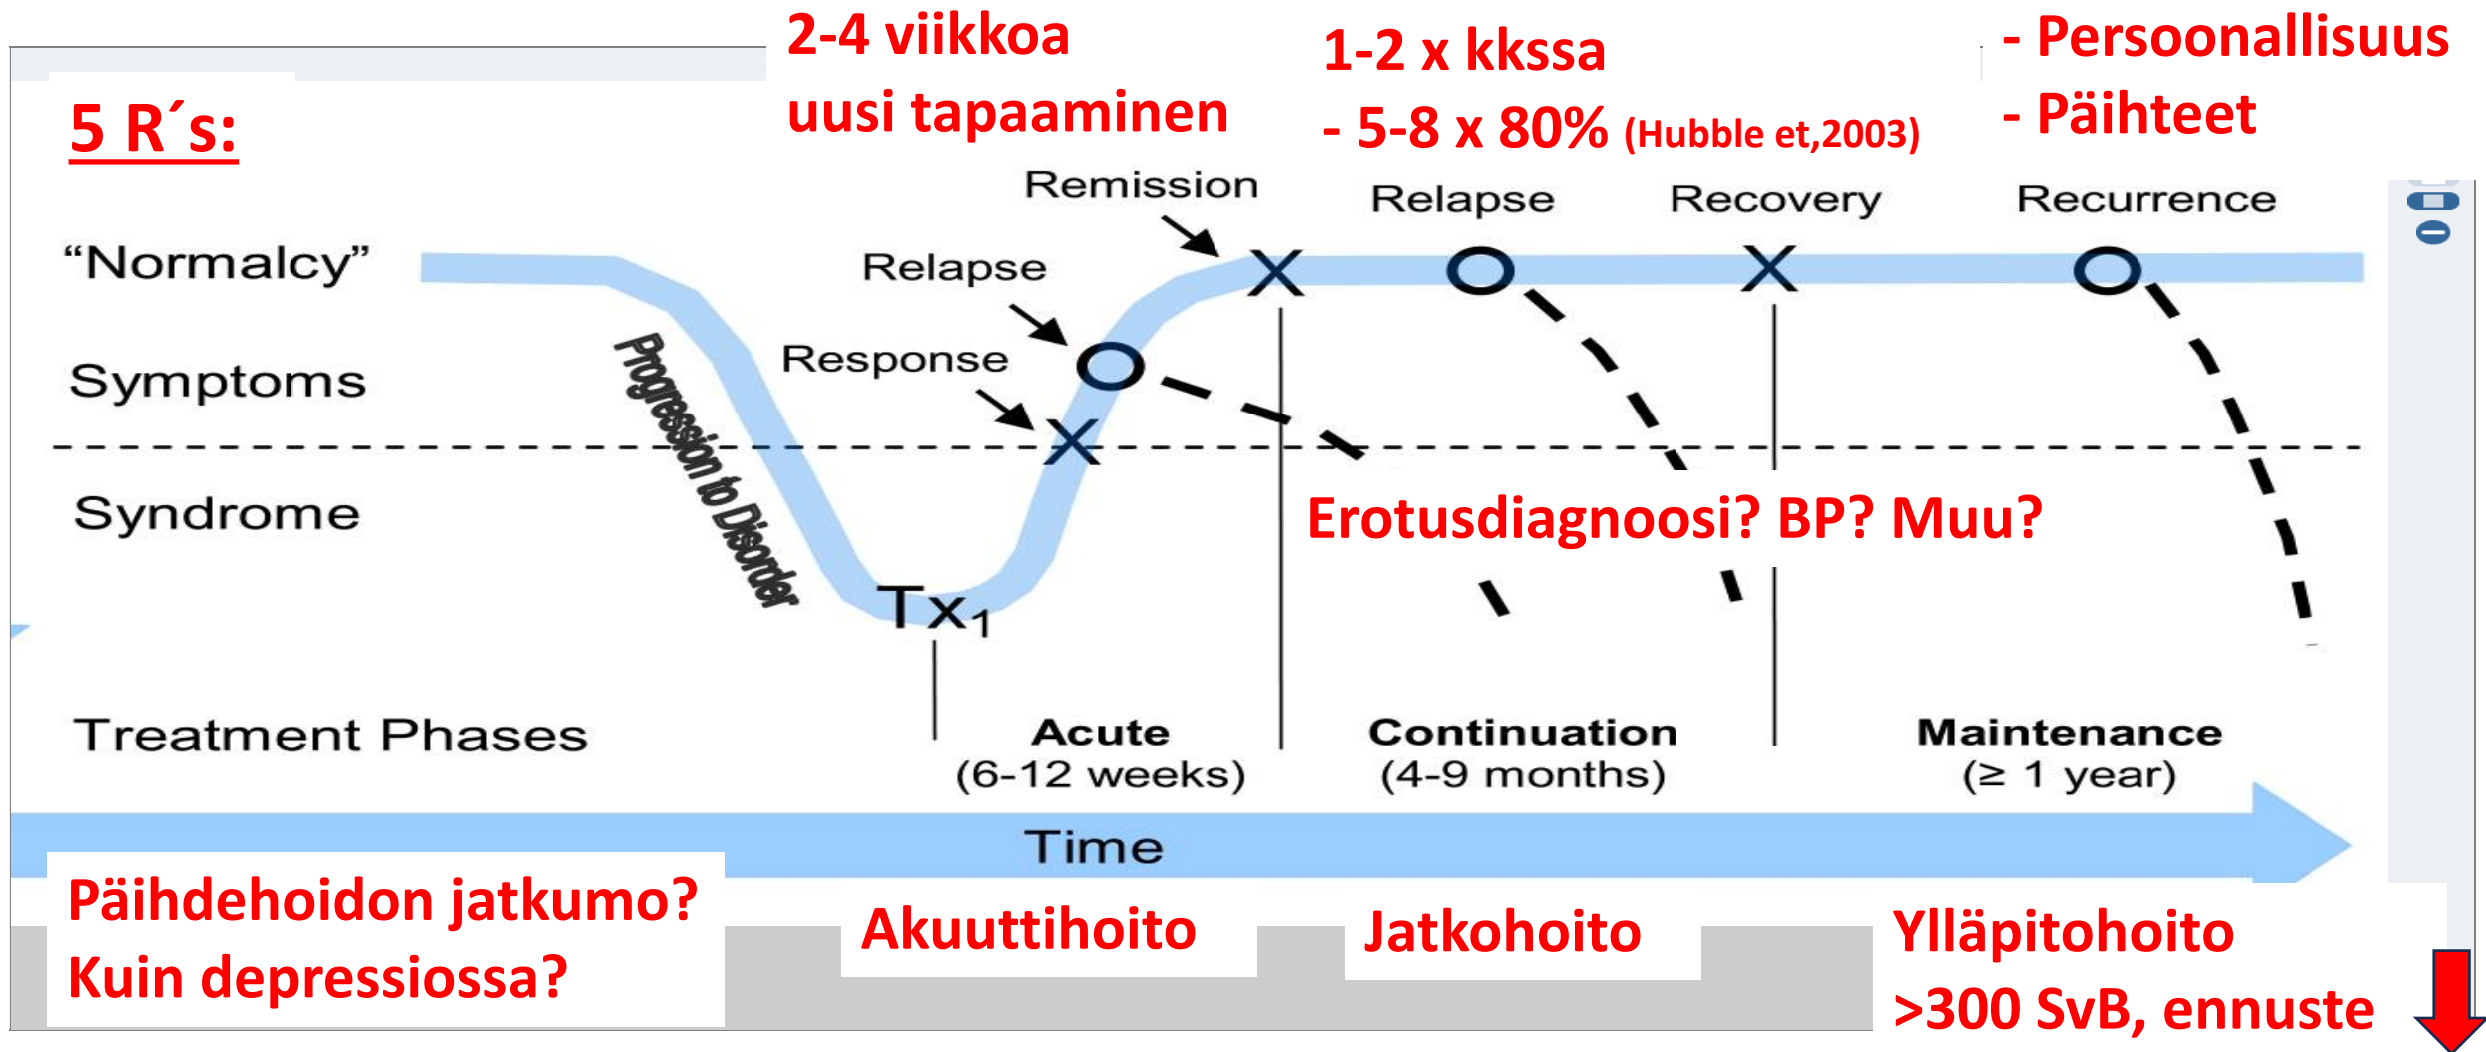 2-4 viikkoa
uusi tapaaminen
1-2 x kkssa
- 5-8 x 80% (Hubble et,2003)
- Persoonallisuus
- Päihteet
5 R´s:
Remission
Relapse
Recovery
Recurrence
“Normalcy”
Relapse
Response
Symptoms
Progression to Disorder
Syndrome
Erotusdiagnoosi? BP? Muu?
Tx1
Treatment Phases
Acute
(6-12 weeks)
Continuation
(4-9 months)
Maintenance
(≥ 1 year)
Time
Päihdehoidon jatkumo?
Kuin depressiossa?
Akuuttihoito
Jatkohoito
Ylläpitohoito
>300 SvB, ennuste